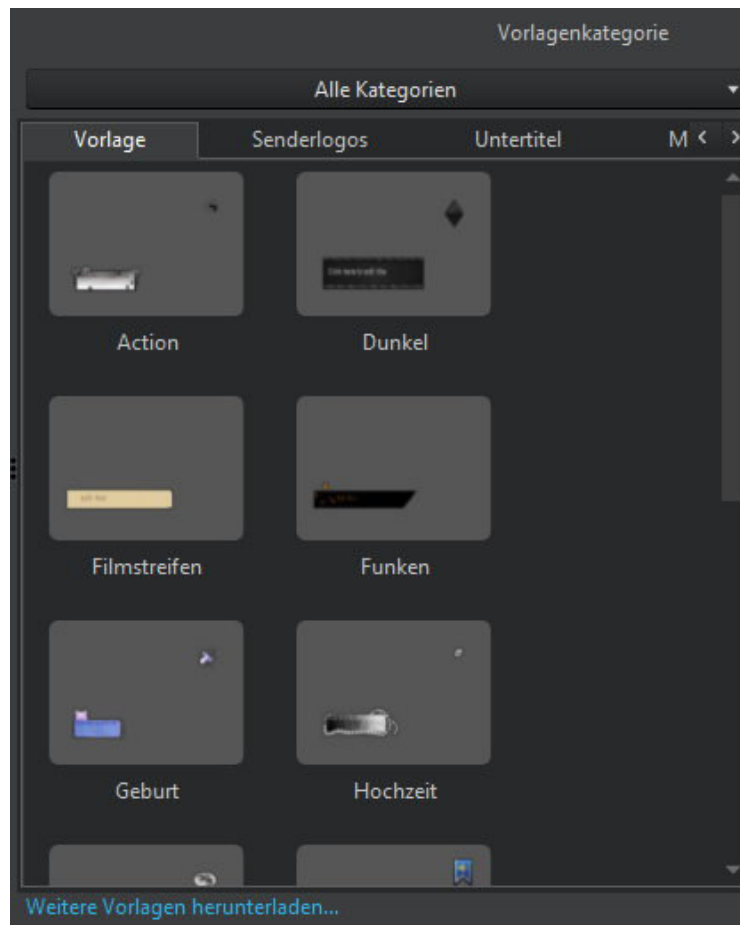 Vorlagenkategorie
Alle Kategorien
Vorlage Senderlogos Untertitel M
Action Dunkel
Filmstreifen Funken
Geburt Hochzeit
Weitere Vorlagen herunterladen...